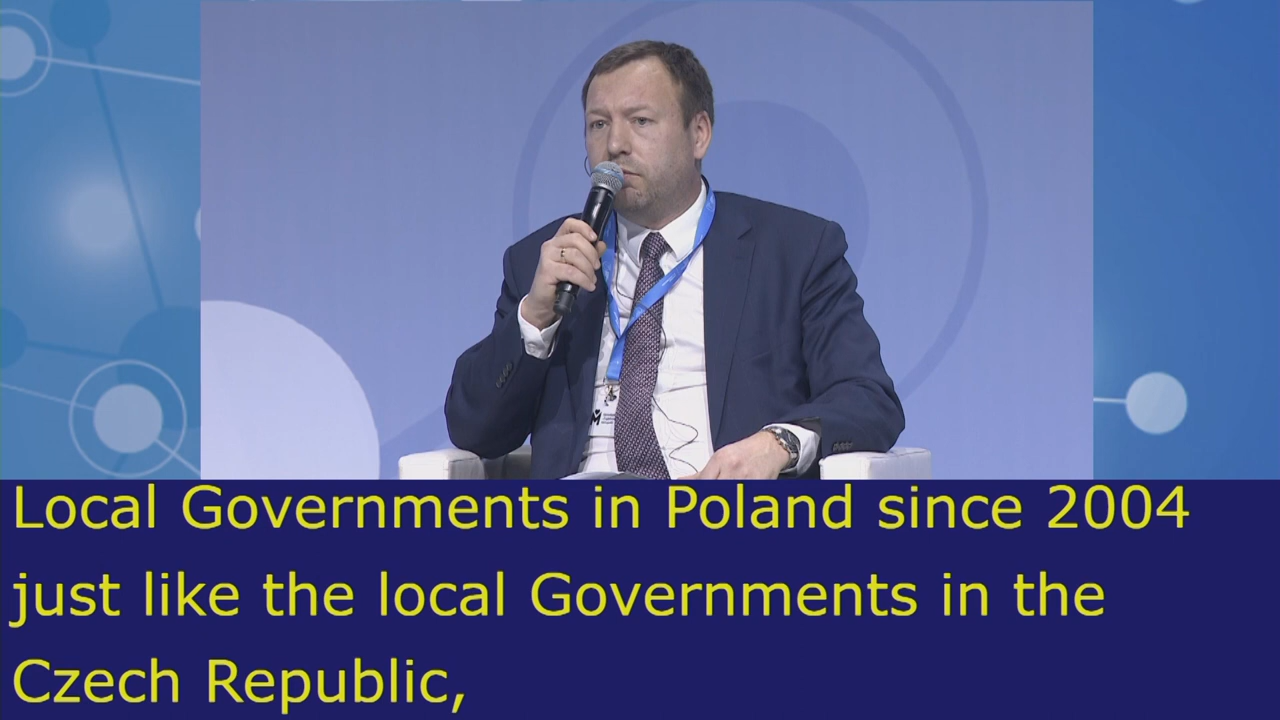 Local Governments in Poland since 2004
just like the local Governments in the
Czech Republic,